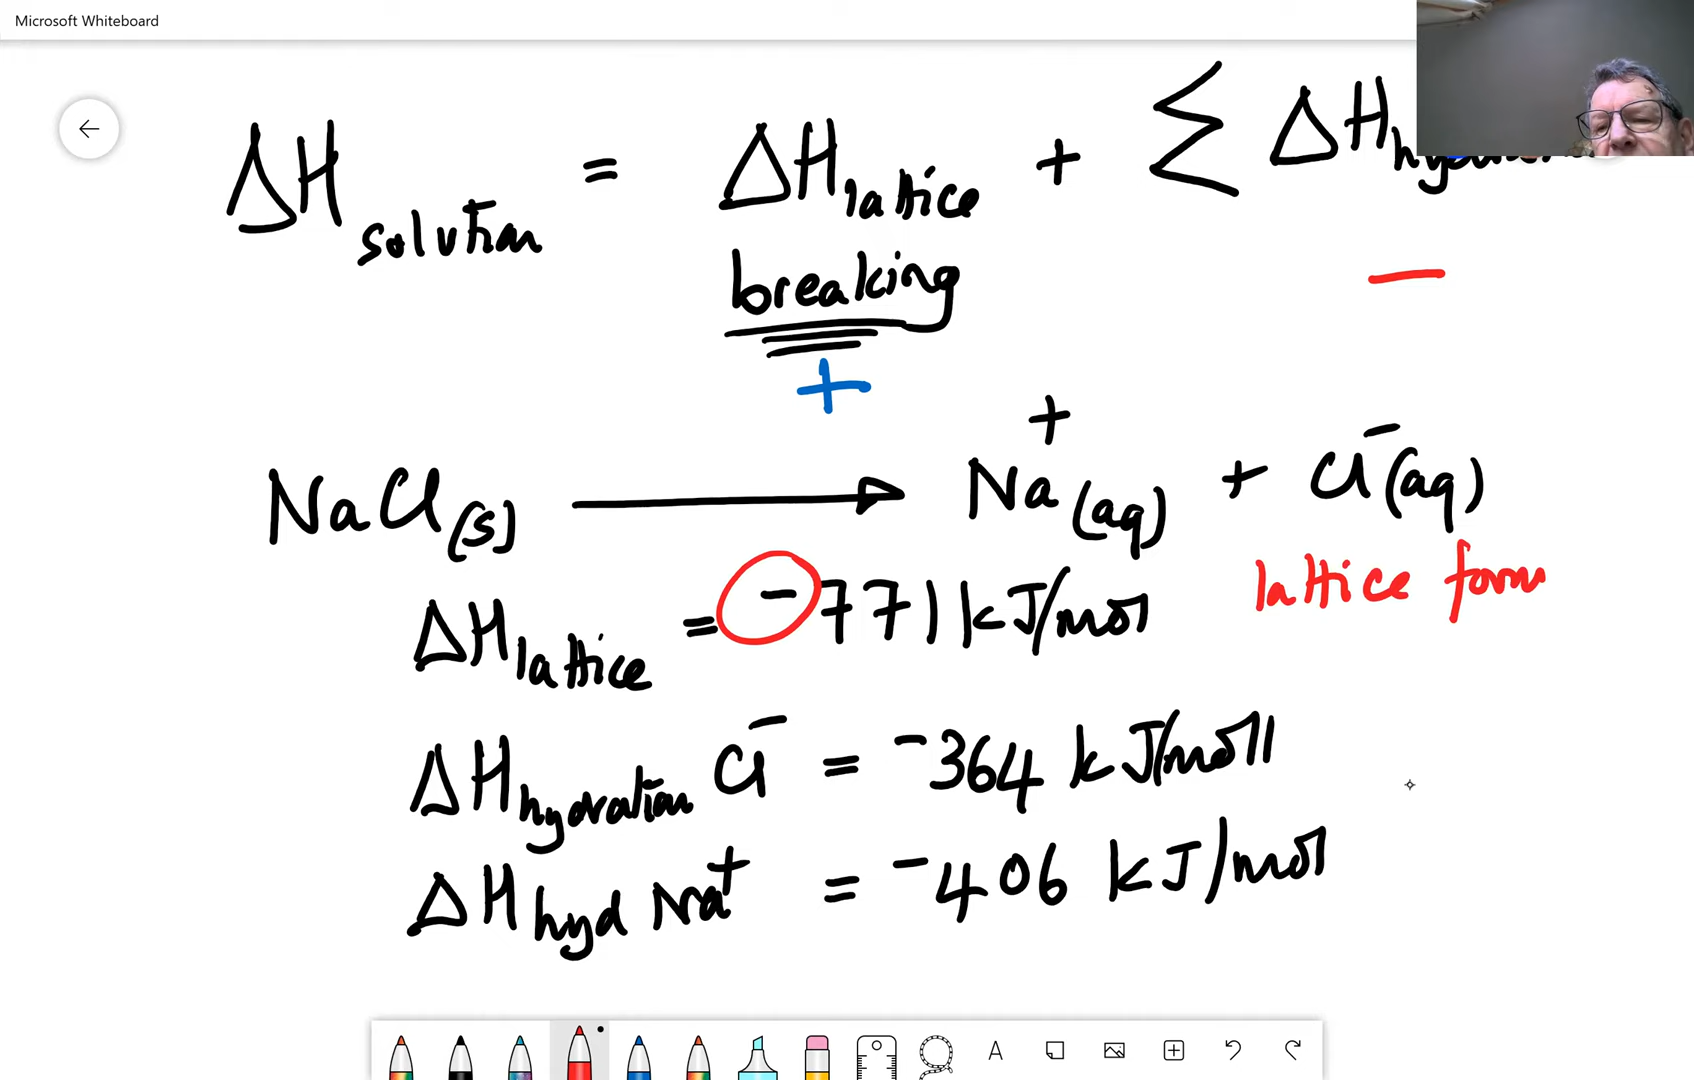 Microsoft Whiteboard
ΔH solution = ΔH lattice breaking + Σ ΔH
+
−
NaCl(s) ⟶ Na⁺(aq) + Cl⁻(aq)
ΔH lattice = −771 kJ/mol lattice form
ΔH hydration Cl⁻ = −364 kJ/moll
ΔH hyd Na⁺ = −406 kJ/mol
A